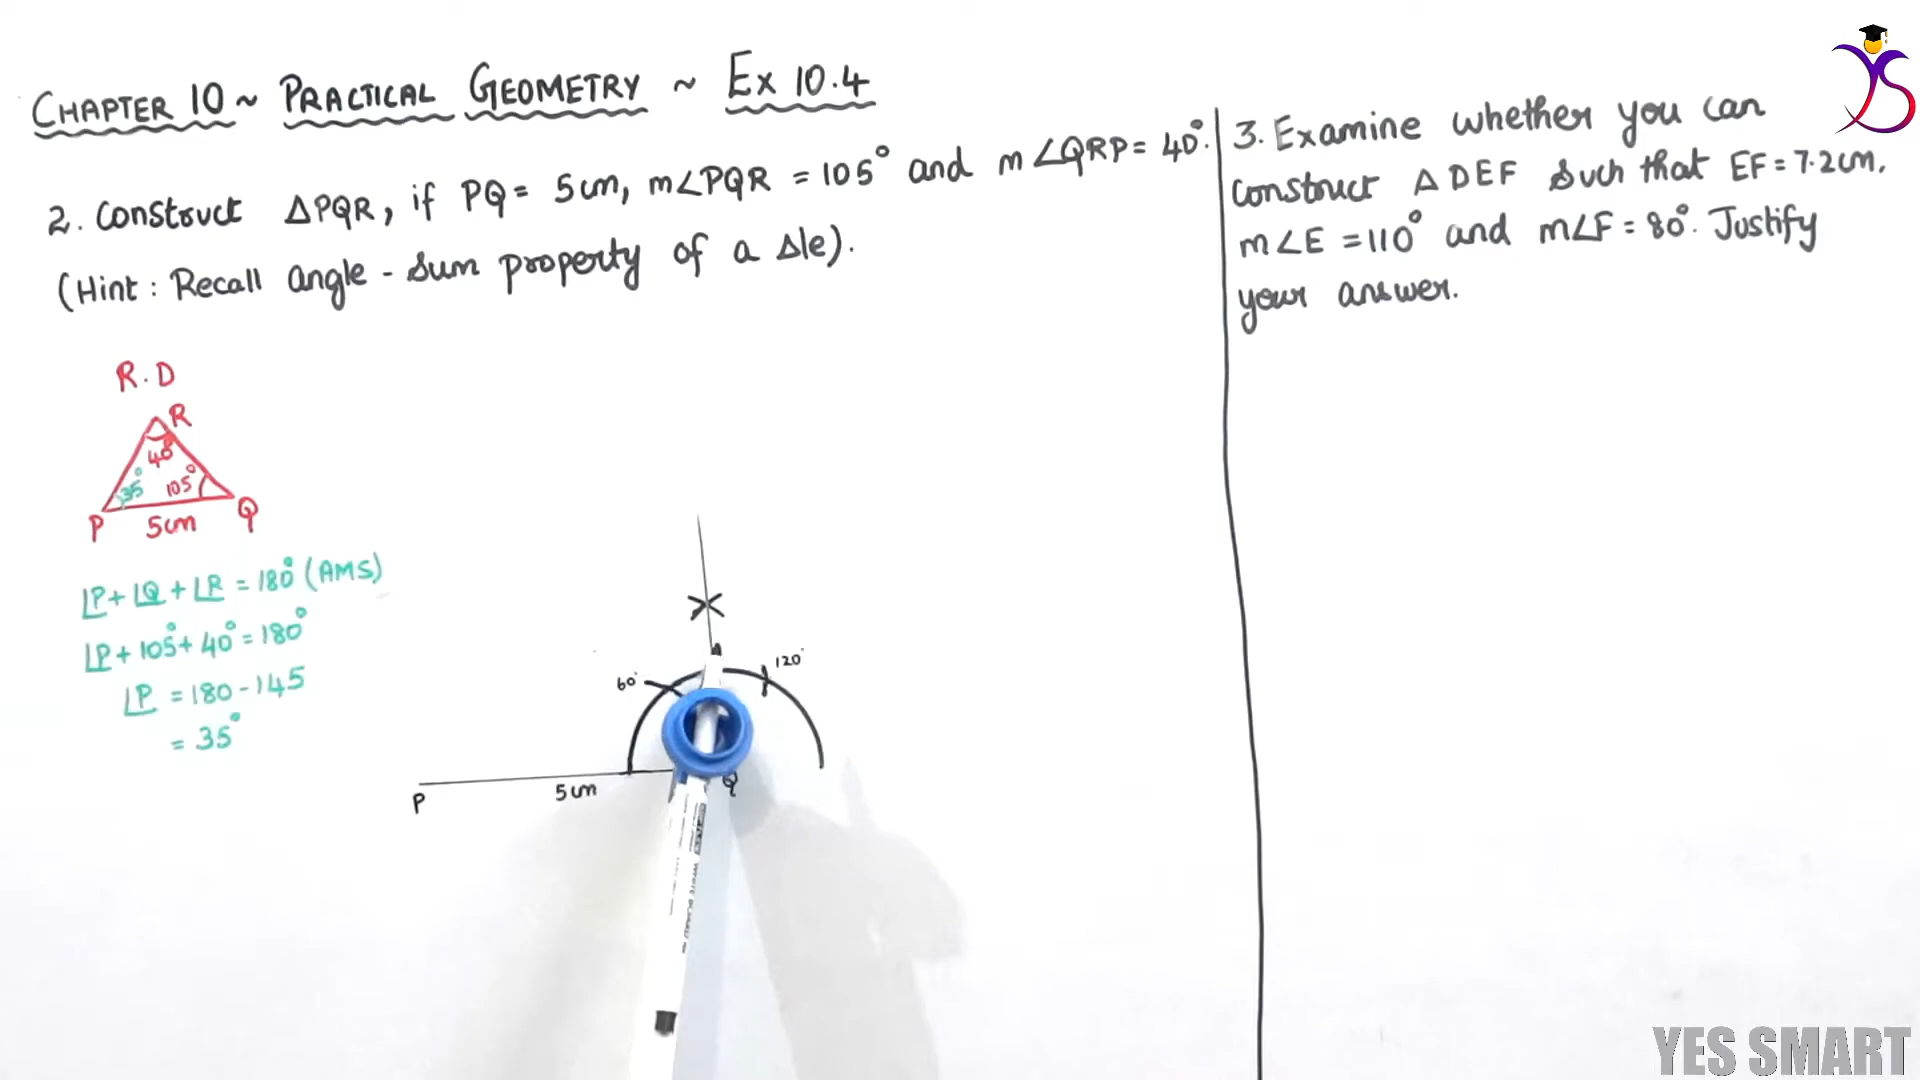 CHAPTER 10 ~ PRACTICAL GEOMETRY ~ Ex 10.4
2. Construct ΔPQR, if PQ = 5cm, m∠PQR = 105° and m∠QRP = 40°.
(Hint: Recall angle - sum property of a Δle).
R.D
R
40°
35°
105°
P
5cm
Q
∠P + ∠Q + ∠R = 180° (AMS)
∠P + 105° + 40° = 180°
∠P = 180 - 145
= 35°
60°
120°
P
5cm
Q
3. Examine whether you can
construct ΔDEF such that EF = 7.2cm,
m∠E = 110° and m∠F = 80°. Justify
your answer.
YS
YES SMART